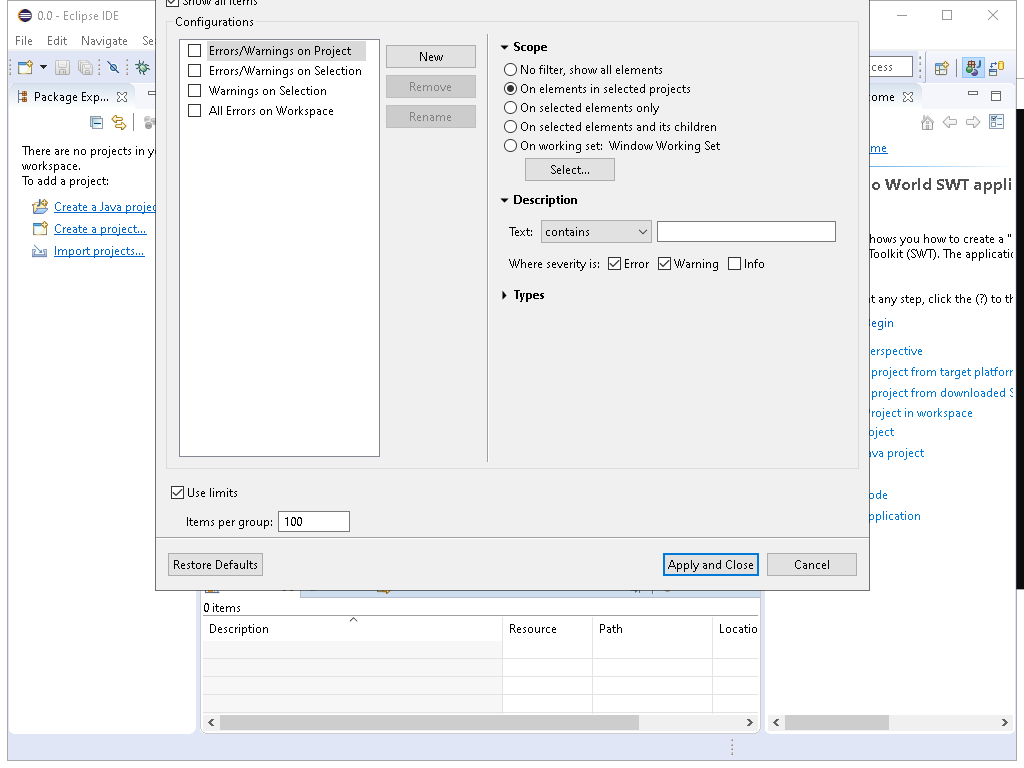 Show all items
0.0 - Eclipse IDE
Configurations
File Edit Navigate Se
Package Exp...
There are no projects in y
workspace.
To add a project:
Create a Java projec
Create a project...
Import projects...
Errors/Warnings on Project
Errors/Warnings on Selection
Warnings on Selection
All Errors on Workspace
New
Remove
Rename
Scope
No filter, show all elements
On elements in selected projects
On selected elements only
On selected elements and its children
On working set: Window Working Set
Select...
Description
Text: contains
Where severity is: Error Warning Info
Types
Use limits
Items per group: 100
Restore Defaults
Apply and Close
Cancel
cess
ome
me
o World SWT appli
hows you how to create a "
Toolkit (SWT). The applicatio
t any step, click the (?) to th
egin
erspective
project from target platform
project from downloaded S
roject in workspace
oject
ava project
ode
pplication
0 items
Description Resource Path Locatio